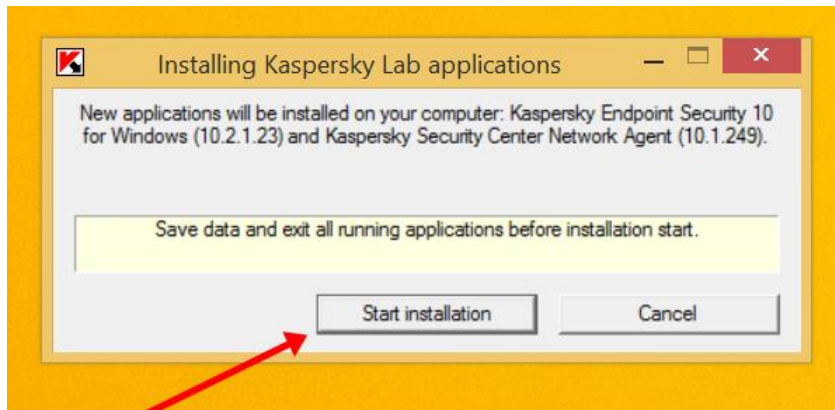 Installing Kaspersky Lab applications
New applications will be installed on your computer: Kaspersky Endpoint Security 10
for Windows (10.2.1.23) and Kaspersky Security Center Network Agent (10.1.249).
Save data and exit all running applications before installation start.
Start installation
Cancel